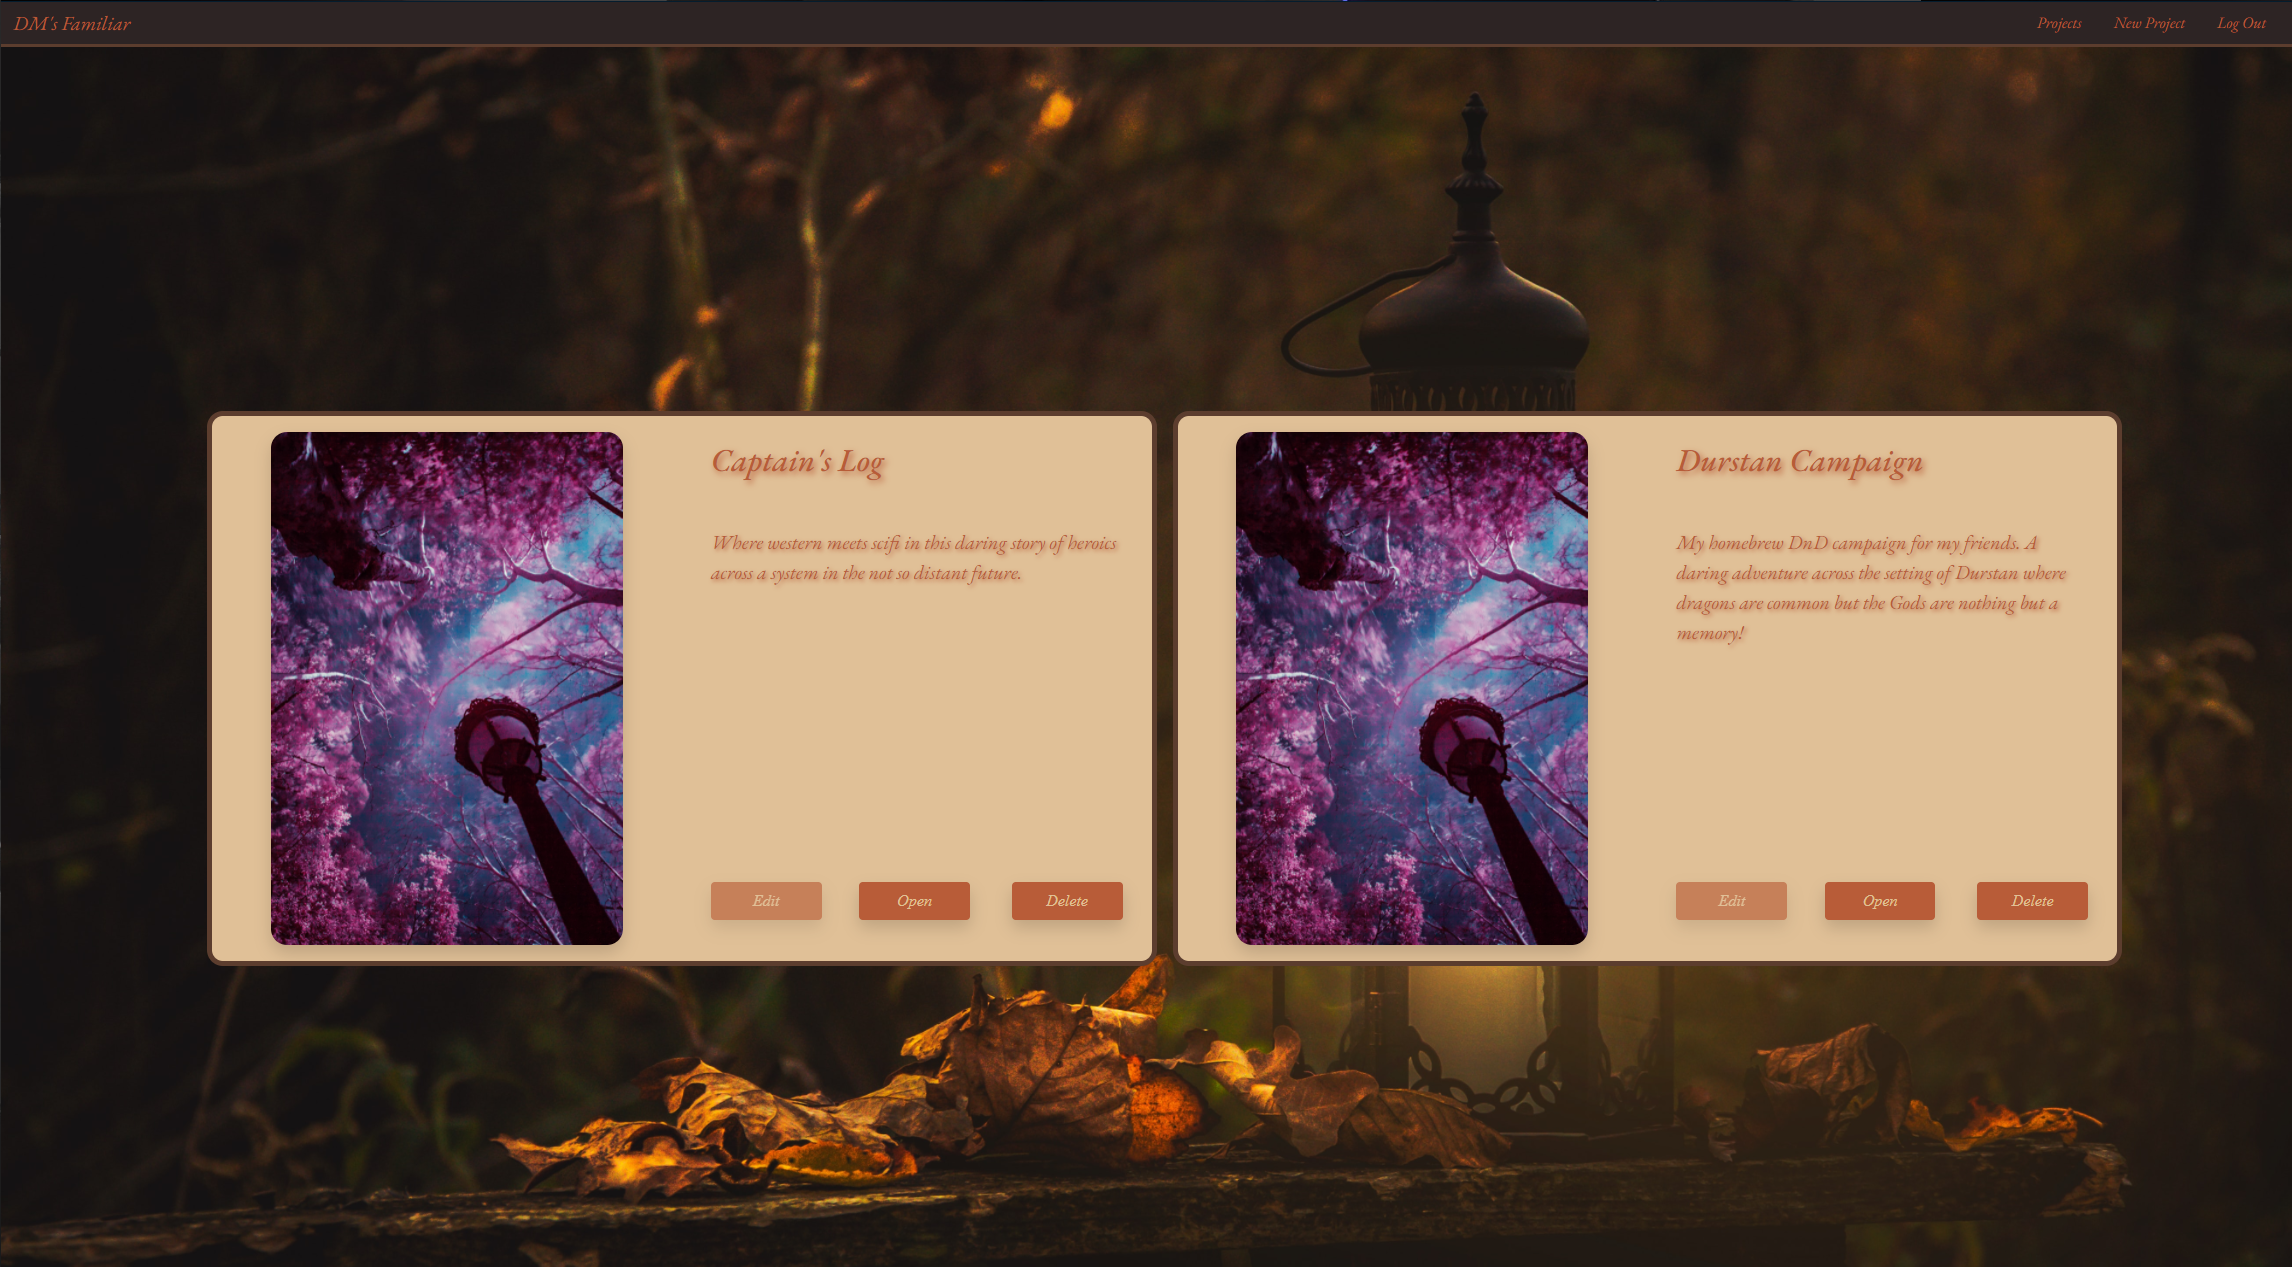 DM's Familiar
Projects
New Project
Log Out
Captain's Log
Where western meets scifi in this daring story of heroics
across a system in the not so distant future.
Edit
Open
Delete
Durstan Campaign
My homebrew DnD campaign for my friends. A
daring adventure across the setting of Durstan where
dragons are common but the Gods are nothing but a
memory!
Edit
Open
Delete